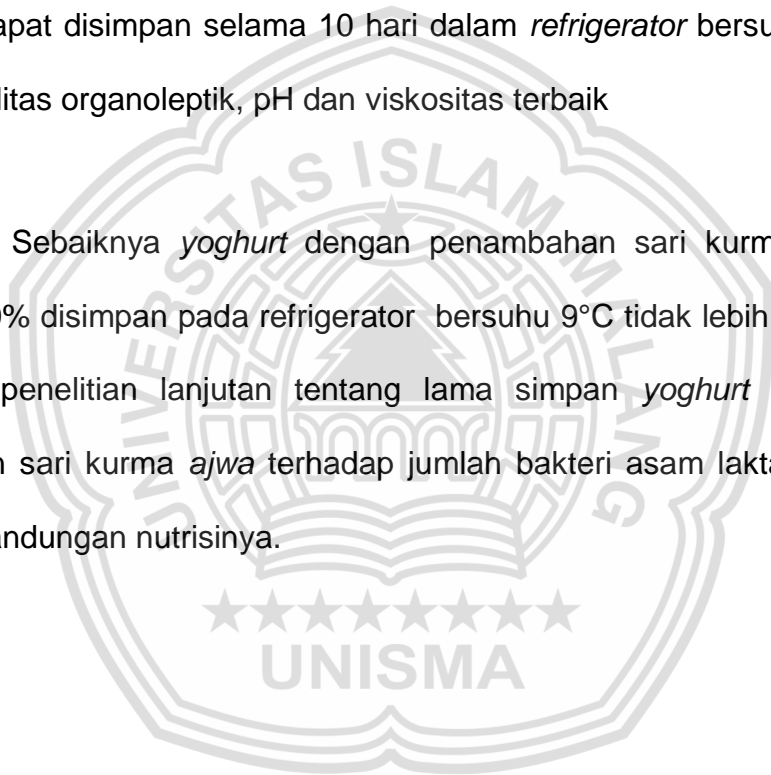 apat disimpan selama 10 hari dalam refrigerator bersu
litas organoleptik, pH dan viskositas terbaik
Sebaiknya yoghurt dengan penambahan sari kurm
0% disimpan pada refrigerator bersuhu 9°C tidak lebih
penelitian lanjutan tentang lama simpan yoghurt
n sari kurma ajwa terhadap jumlah bakteri asam lakta
andungan nutrisinya.
UNIVERSITAS ISLAM MALANG
UNISMA